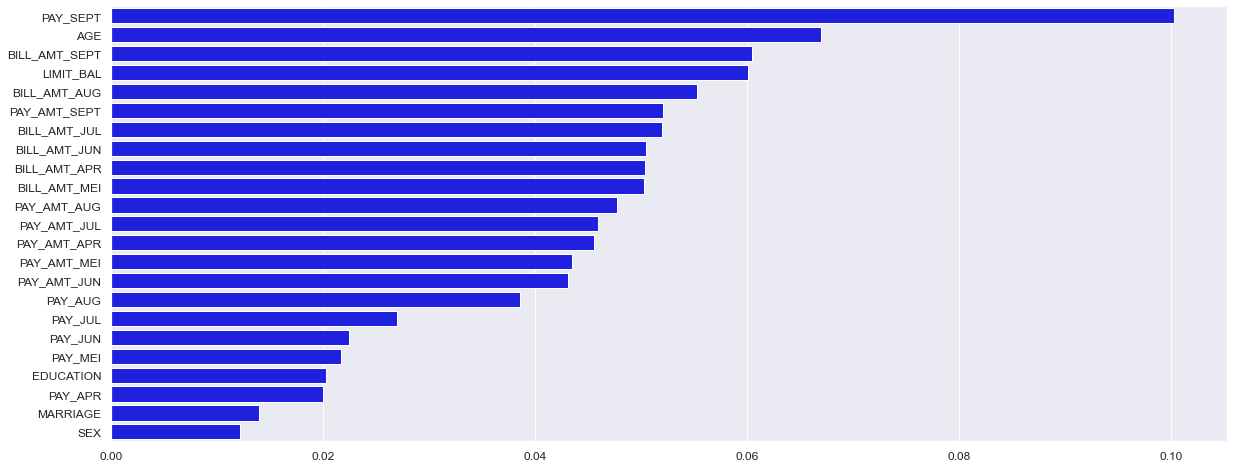 PAY_SEPT
AGE
BILL_AMT_SEPT
LIMIT_BAL
BILL_AMT_AUG
PAY_AMT_SEPT
BILL_AMT_JUL
BILL_AMT_JUN
BILL_AMT_APR
BILL_AMT_MEI
PAY_AMT_AUG
PAY_AMT_JUL
PAY_AMT_APR
PAY_AMT_MEI
PAY_AMT_JUN
PAY_AUG
PAY_JUL
PAY_JUN
PAY_MEI
EDUCATION
PAY_APR
MARRIAGE
SEX
0.00 0.02 0.04 0.06 0.08 0.10